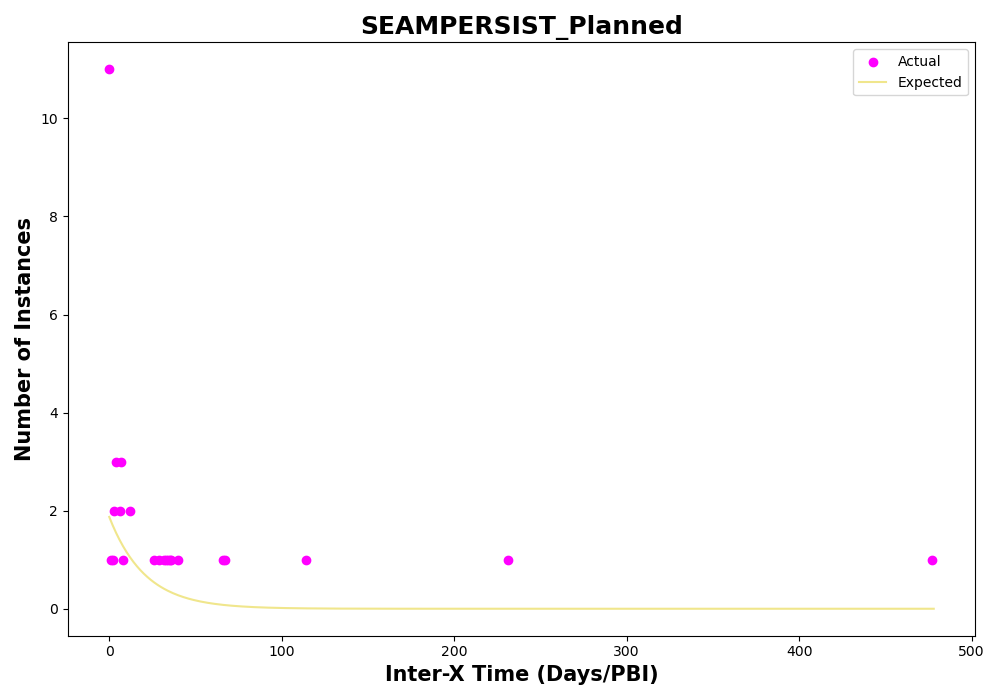 SEAMPERSIST_Planned
Actual
Expected
Number of Instances
10
8
6
4
2
0
0 100 200 300 400 500
Inter-X Time (Days/PBI)